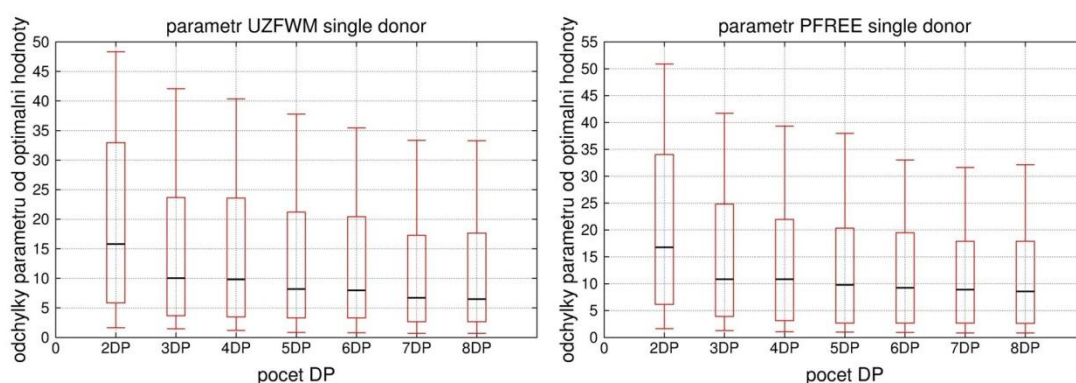 parametr UZFWM single donor
odchylky parametru od optimalni hodnoty
50
45
40
35
30
25
20
15
10
5
0
0 2DP 3DP 4DP 5DP 6DP 7DP 8DP
pocet DP
parametr PFREE single donor
odchylky parametru od optimalni hodnoty
55
50
45
40
35
30
25
20
15
10
5
0
0 2DP 3DP 4DP 5DP 6DP 7DP 8DP
pocet DP